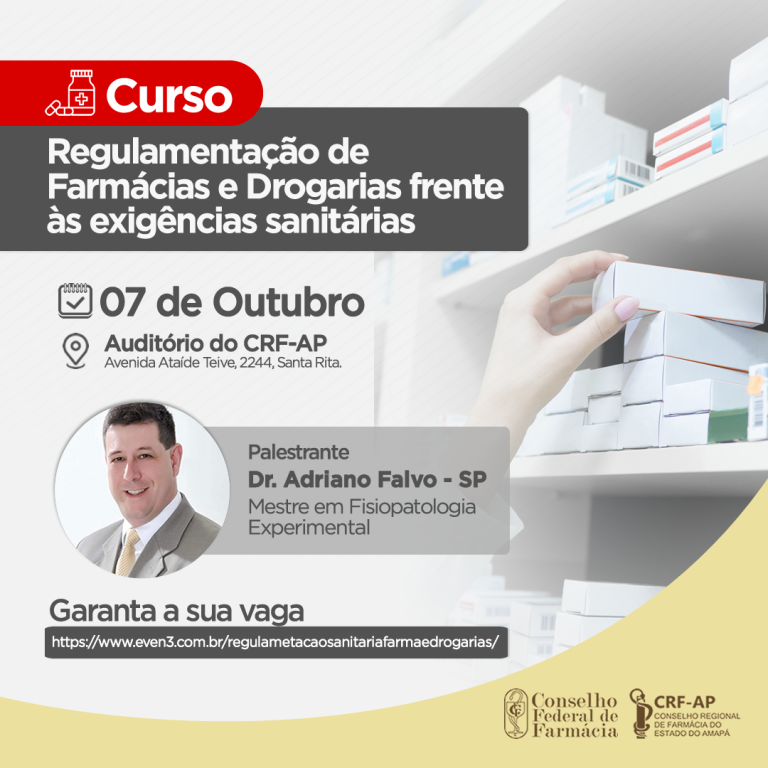 Curso
Regulamentação de
Farmácias e Drogarias frente
às exigências sanitárias
07 de Outubro
Auditório do CRF-AP
Avenida Ataíde Teive, 2244, Santa Rita.
Palestrante
Dr. Adriano Falvo - SP
Mestre em Fisiopatologia
Experimental
Garanta a sua vaga
https://www.even3.com.br/regulametacaosanitariafarmaedrogarias/
Conselho
Federal de
Farmácia
CRF-AP
CONSELHO REGIONAL
DE FARMÁCIA DO
ESTADO DO AMAPÁ